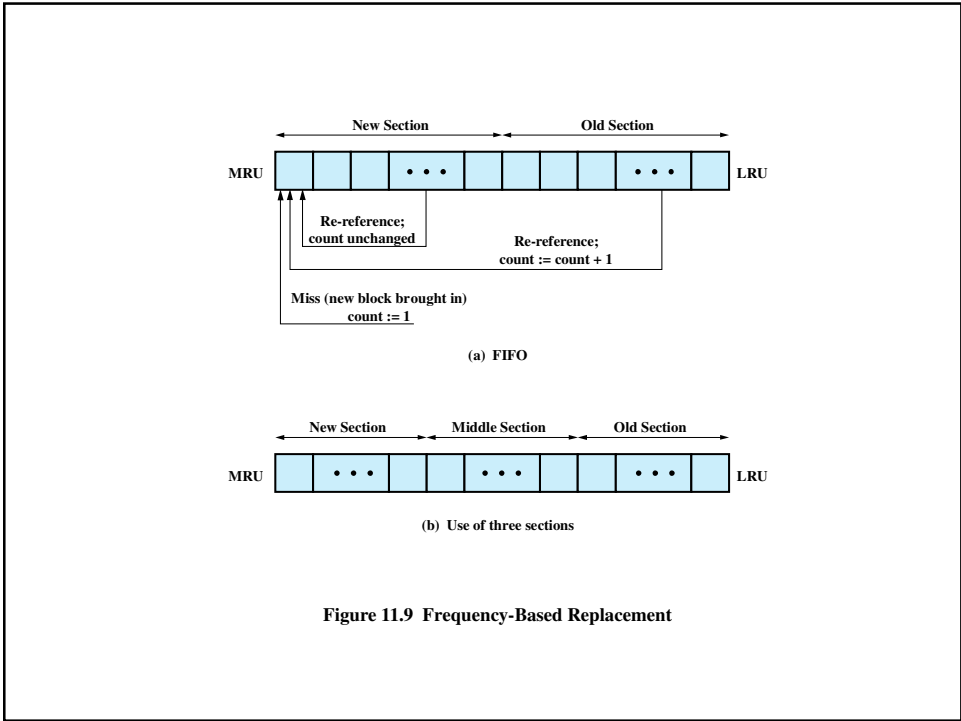 New Section Old Section
MRU • • • • • • LRU
Re-reference;
count unchanged
Re-reference;
count := count + 1
Miss (new block brought in)
count := 1
(a) FIFO
New Section Middle Section Old Section
MRU • • • • • • • • • LRU
(b) Use of three sections
Figure 11.9 Frequency-Based Replacement